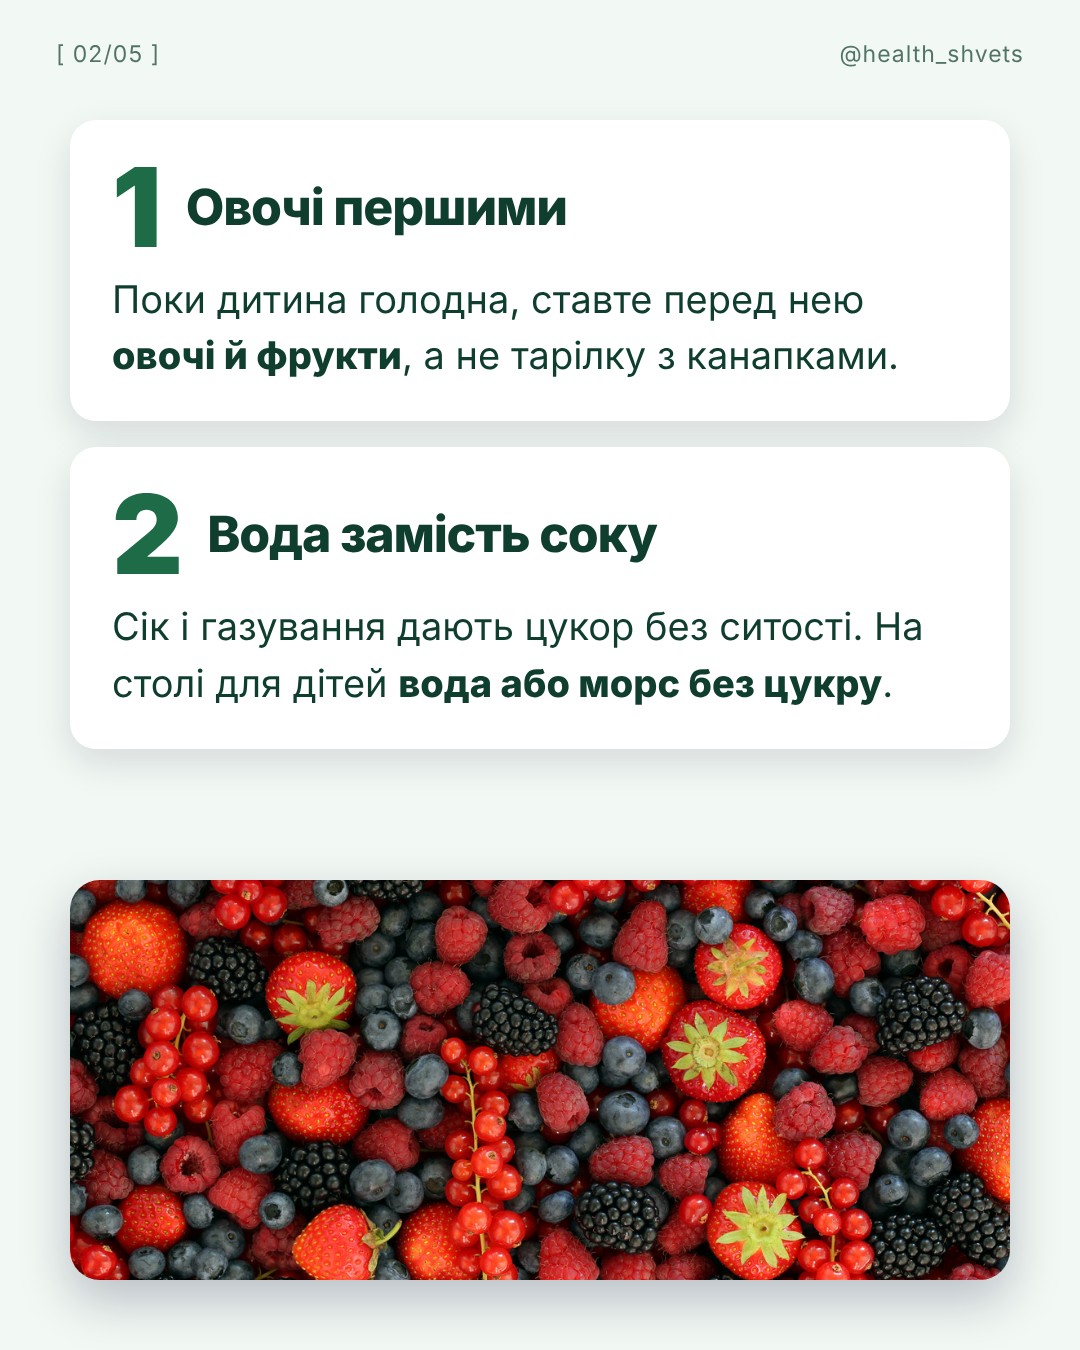 [ 02/05 ]
@health_shvets
1 Овочі першими
Поки дитина голодна, ставте перед нею
овочі й фрукти, а не тарілку з канапками.
2 Вода замість соку
Сік і газування дають цукор без ситості. На
столі для дітей вода або морс без цукру.